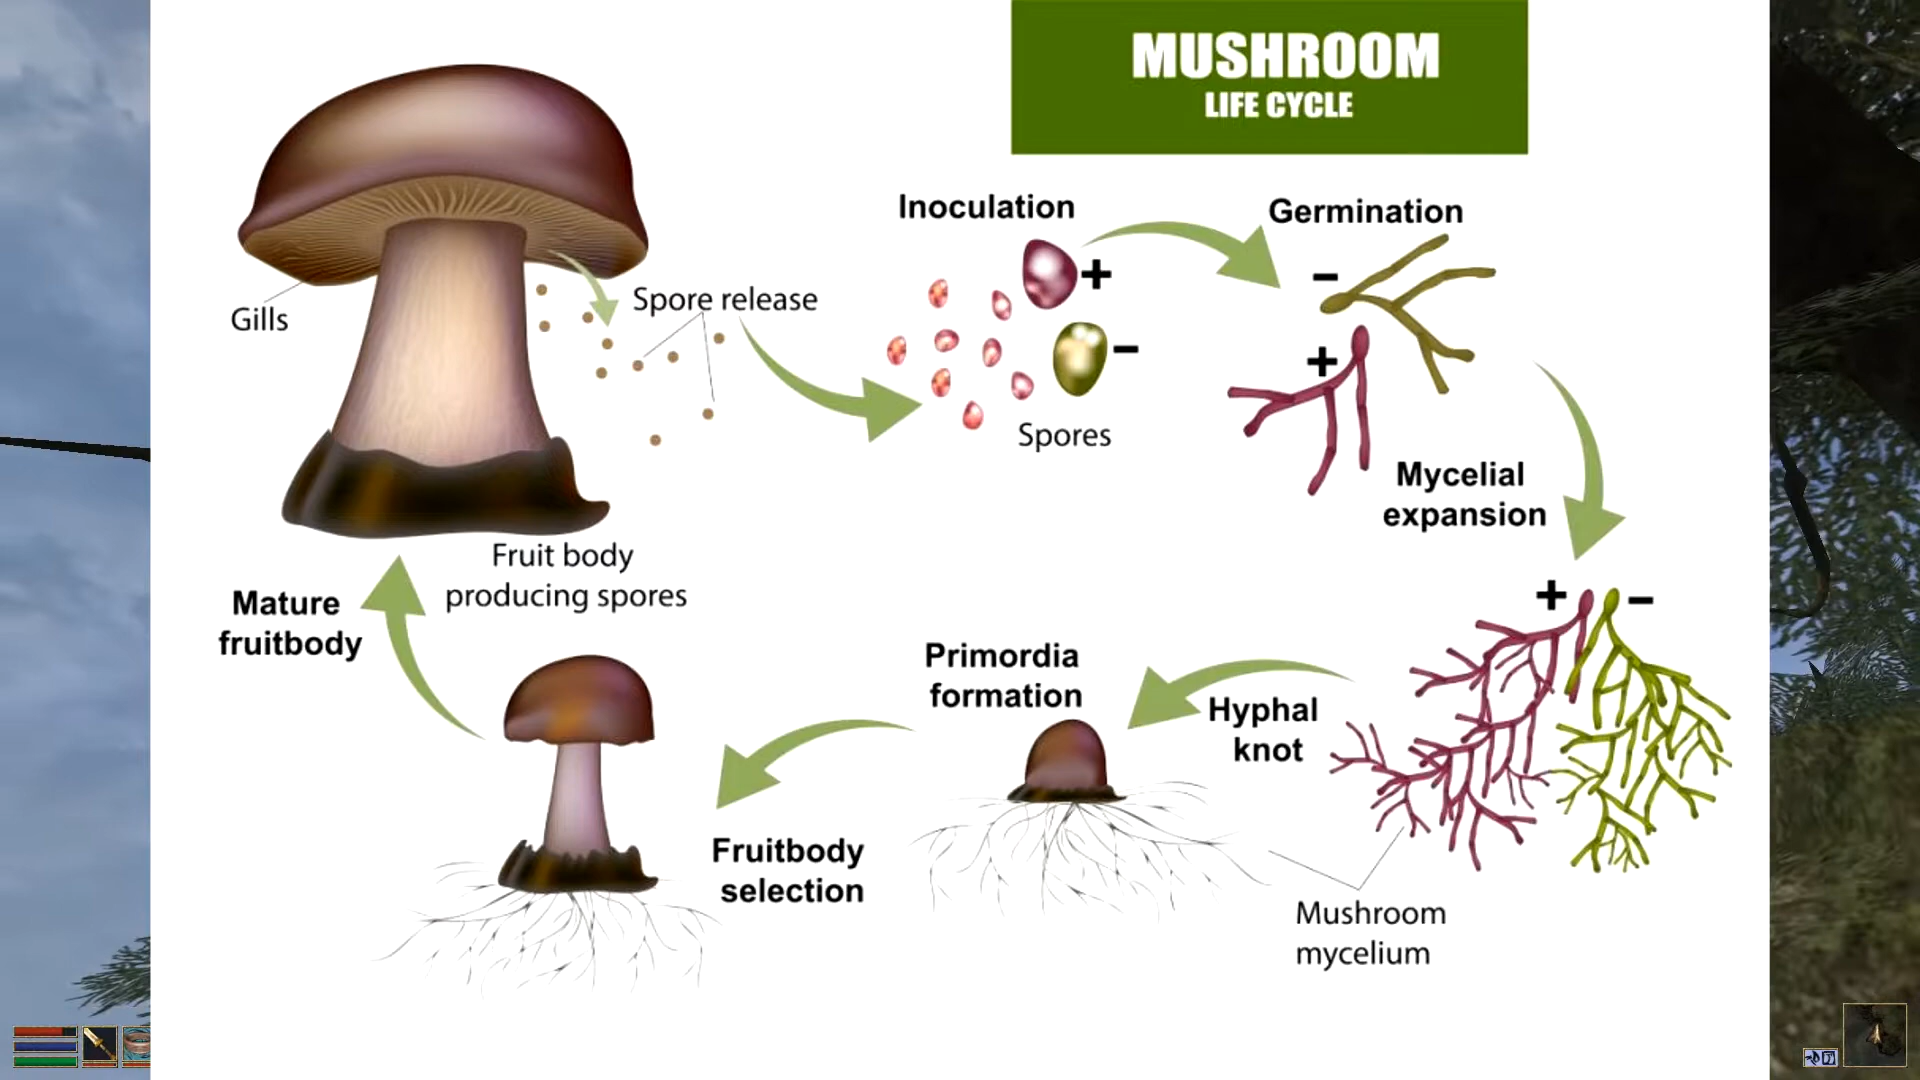 MUSHROOM
LIFE CYCLE
Inoculation
Germination
+
−
Gills
Spore release
−
+
Spores
Mycelial
expansion
Fruit body
producing spores
Mature
fruitbody
+
−
Primordia
formation
Hyphal
knot
Fruitbody
selection
Mushroom
mycelium